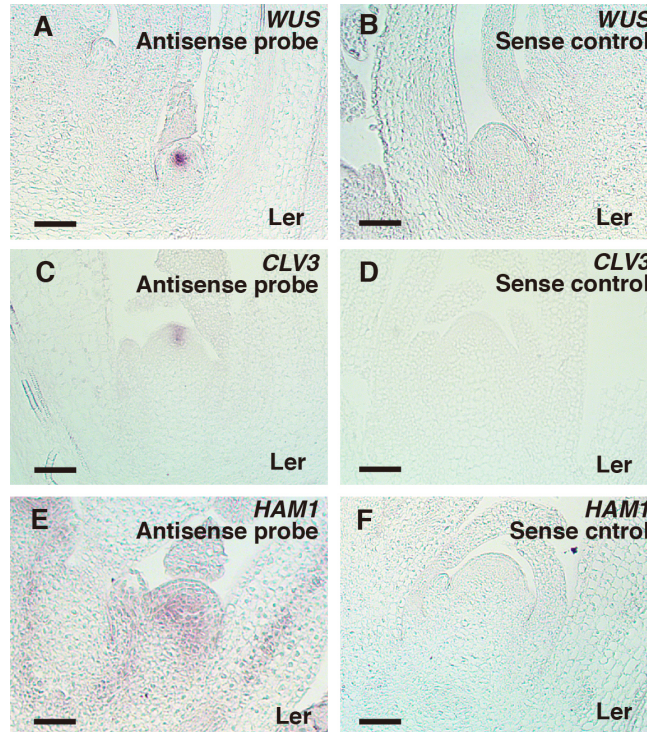 A
WUS
Antisense probe
Ler
B
WUS
Sense control
Ler
C
CLV3
Antisense probe
Ler
D
CLV3
Sense control
Ler
E
HAM1
Antisense probe
Ler
F
HAM1
Sense cntrol
Ler